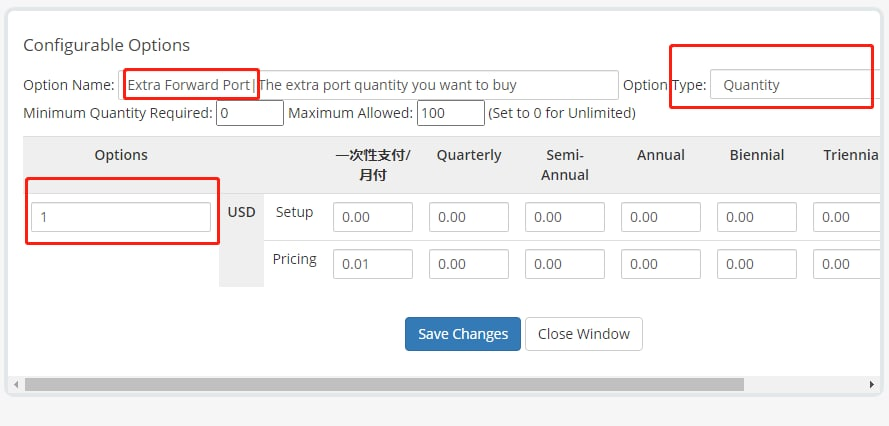 Configurable Options
Option Name: Extra Forward Port|The extra port quantity you want to buy Option Type: Quantity
Minimum Quantity Required: 0 Maximum Allowed: 100 (Set to 0 for Unlimited)
Options 一次性支付/月付 Quarterly Semi-Annual Annual Biennial Triennia
1 USD Setup 0.00 0.00 0.00 0.00 0.00 0.00
Pricing 0.01 0.00 0.00 0.00 0.00 0.00
Save Changes Close Window